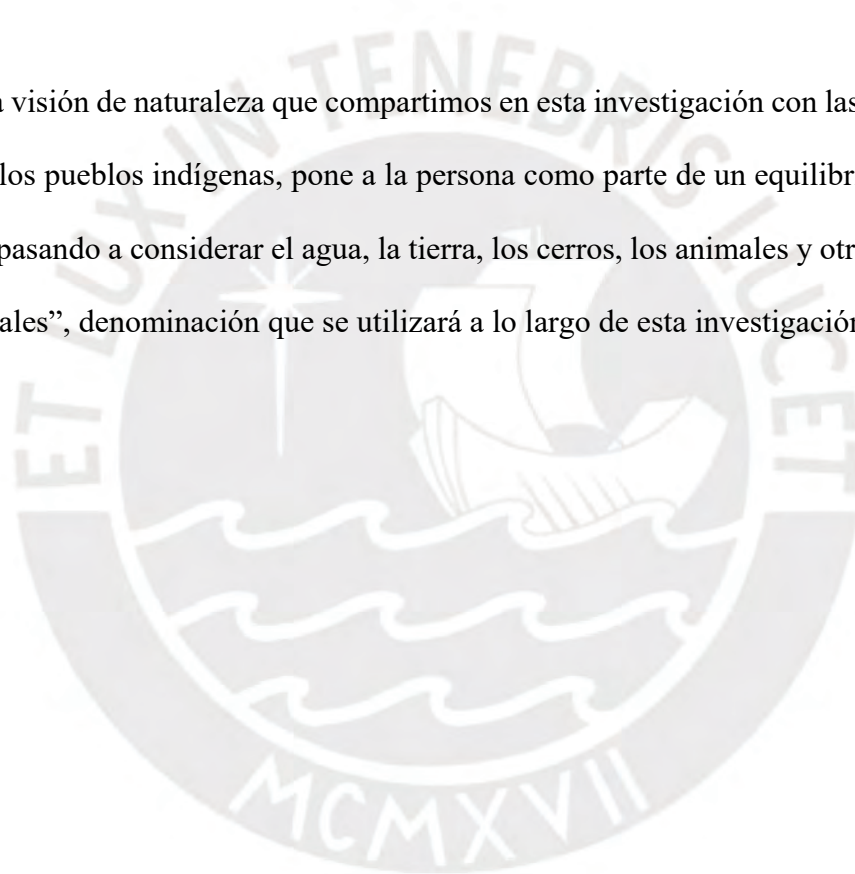 visión de naturaleza que compartimos en esta investigación con las
los pueblos indígenas, pone a la persona como parte de un equilibr
pasando a considerar el agua, la tierra, los cerros, los animales y otr
ales”, denominación que se utilizará a lo largo de esta investigación
ET LUX IN TENEBRIS LUCET
MCMXVII